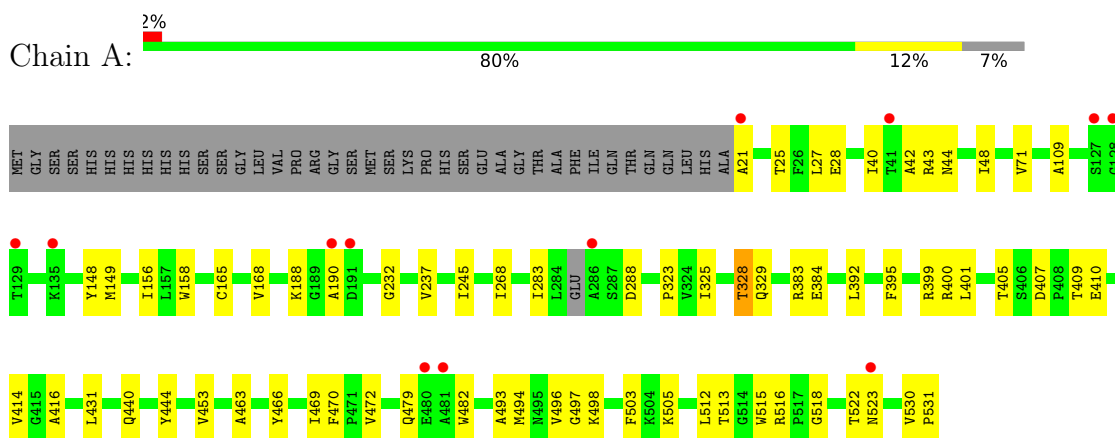 2%
Chain A:
80% 12% 7%
MET GLY SER SER HIS HIS HIS HIS HIS HIS HIS HIS SER SER GLY LEU VAL PRO ARG GLY SER MET SER LYS PRO HIS SER GLU ALA GLY THR ALA PHE ILE GLN THR GLN GLN LEU HIS ALA A21 T25 F26 L27 E28 I40 T41 A42 R43 N44 I48 V71 A109 S127 G128
T129 K135 Y148 M149 I156 L157 W158 C165 V168 K188 G189 A190 D191 G232 V237 I245 I268 I283 L284 GLU A286 S287 D288 P323 V324 I325 T328 Q329 R383 E384 L392 F395 R399 R400 L401 T405 S406 D407 P408 T409 E410
V414 G415 A416 L431 Q440 Y444 V453 A463 Y466 I469 F470 P471 V472 Q479 E480 A481 W482 A493 M494 N495 V496 G497 K498 F503 K504 K505 L512 T513 G514 W515 R516 P517 G518 T522 N523 V530 P531